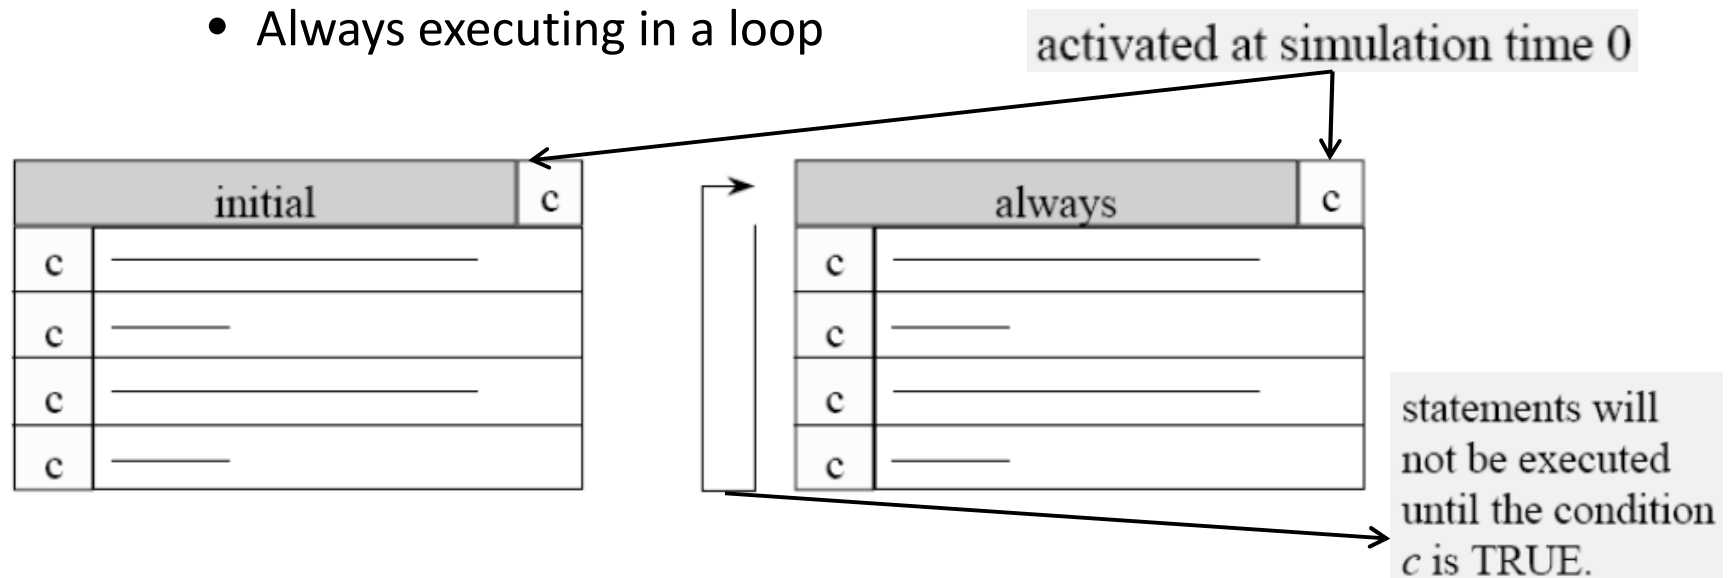 • Always executing in a loop
activated at simulation time 0
initial c
c
c
c
c
always c
c
c
c
c
statements will
not be executed
until the condition
c is TRUE.